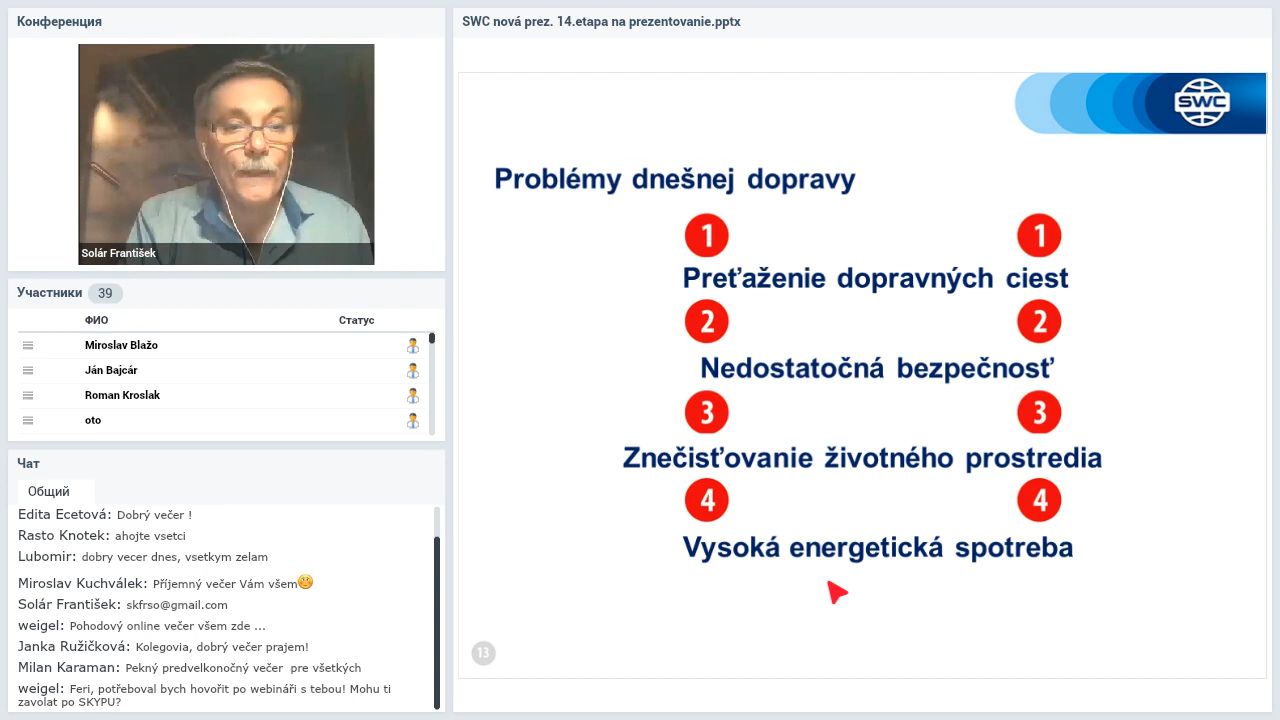 Конференция
Solár František
Участники 39
ФИО Статус
Miroslav Blažo
Ján Bajcár
Roman Kroslak
oto
Чат
Общий
Edita Ecetová: Dobrý večer !
Rasto Knotek: ahojte vsetci
Lubomir: dobry vecer dnes, vsetkym zelam
Miroslav Kuchválek: Příjemný večer Vám všem
Solár František: skfrso@gmail.com
weigel: Pohodový online večer všem zde ...
Janka Ružičková: Kolegovia, dobrý večer prajem!
Milan Karaman: Pekný predvelkonočný večer pre všetkých
weigel: Feri, potřeboval bych hovořit po webináři s tebou! Mohu ti
zavolat po SKYPU?
SWC nová prez. 14.etapa na prezentovanie.pptx
SWC
Problémy dnešnej dopravy
1 1
Preťaženie dopravných ciest
2 2
Nedostatočná bezpečnosť
3 3
Znečisťovanie životného prostredia
4 4
Vysoká energetická spotreba
13